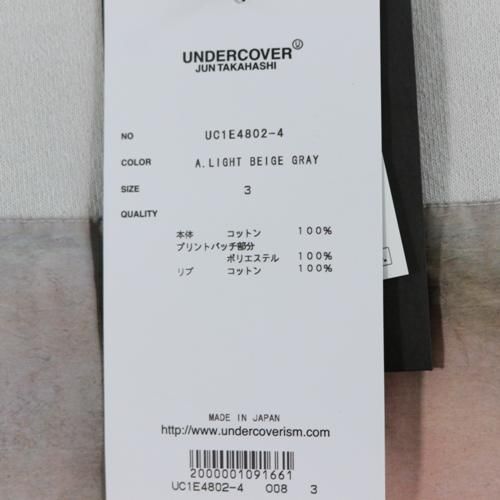 UNDERCOVER U
JUN TAKAHASHI
NO UC1E4802-4
COLOR A.LIGHT BEIGE GRAY
SIZE 3
QUALITY
本体 コットン 100%
プリントパッチ部分
ポリエステル 100%
リブ コットン 100%
MADE IN JAPAN
http://www.undercoverism.com
2000001091661
UC1E4802-4 008 3